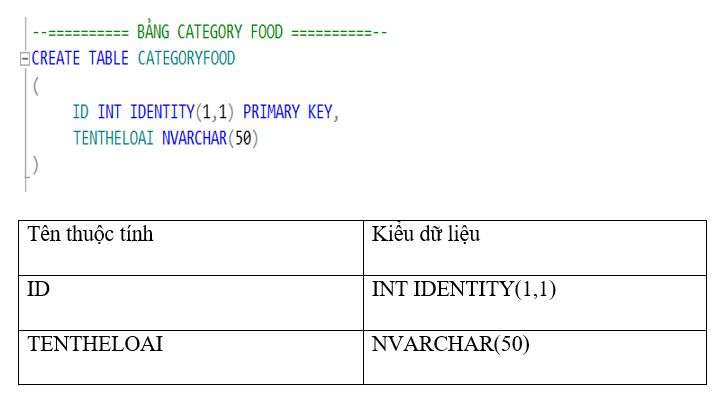 --========== BẢNG CATEGORY FOOD ==========--
CREATE TABLE CATEGORYFOOD
(
ID INT IDENTITY(1,1) PRIMARY KEY,
TENTHELOAI NVARCHAR(50)
)
Tên thuộc tính Kiểu dữ liệu
ID INT IDENTITY(1,1)
TENTHELOAI NVARCHAR(50)